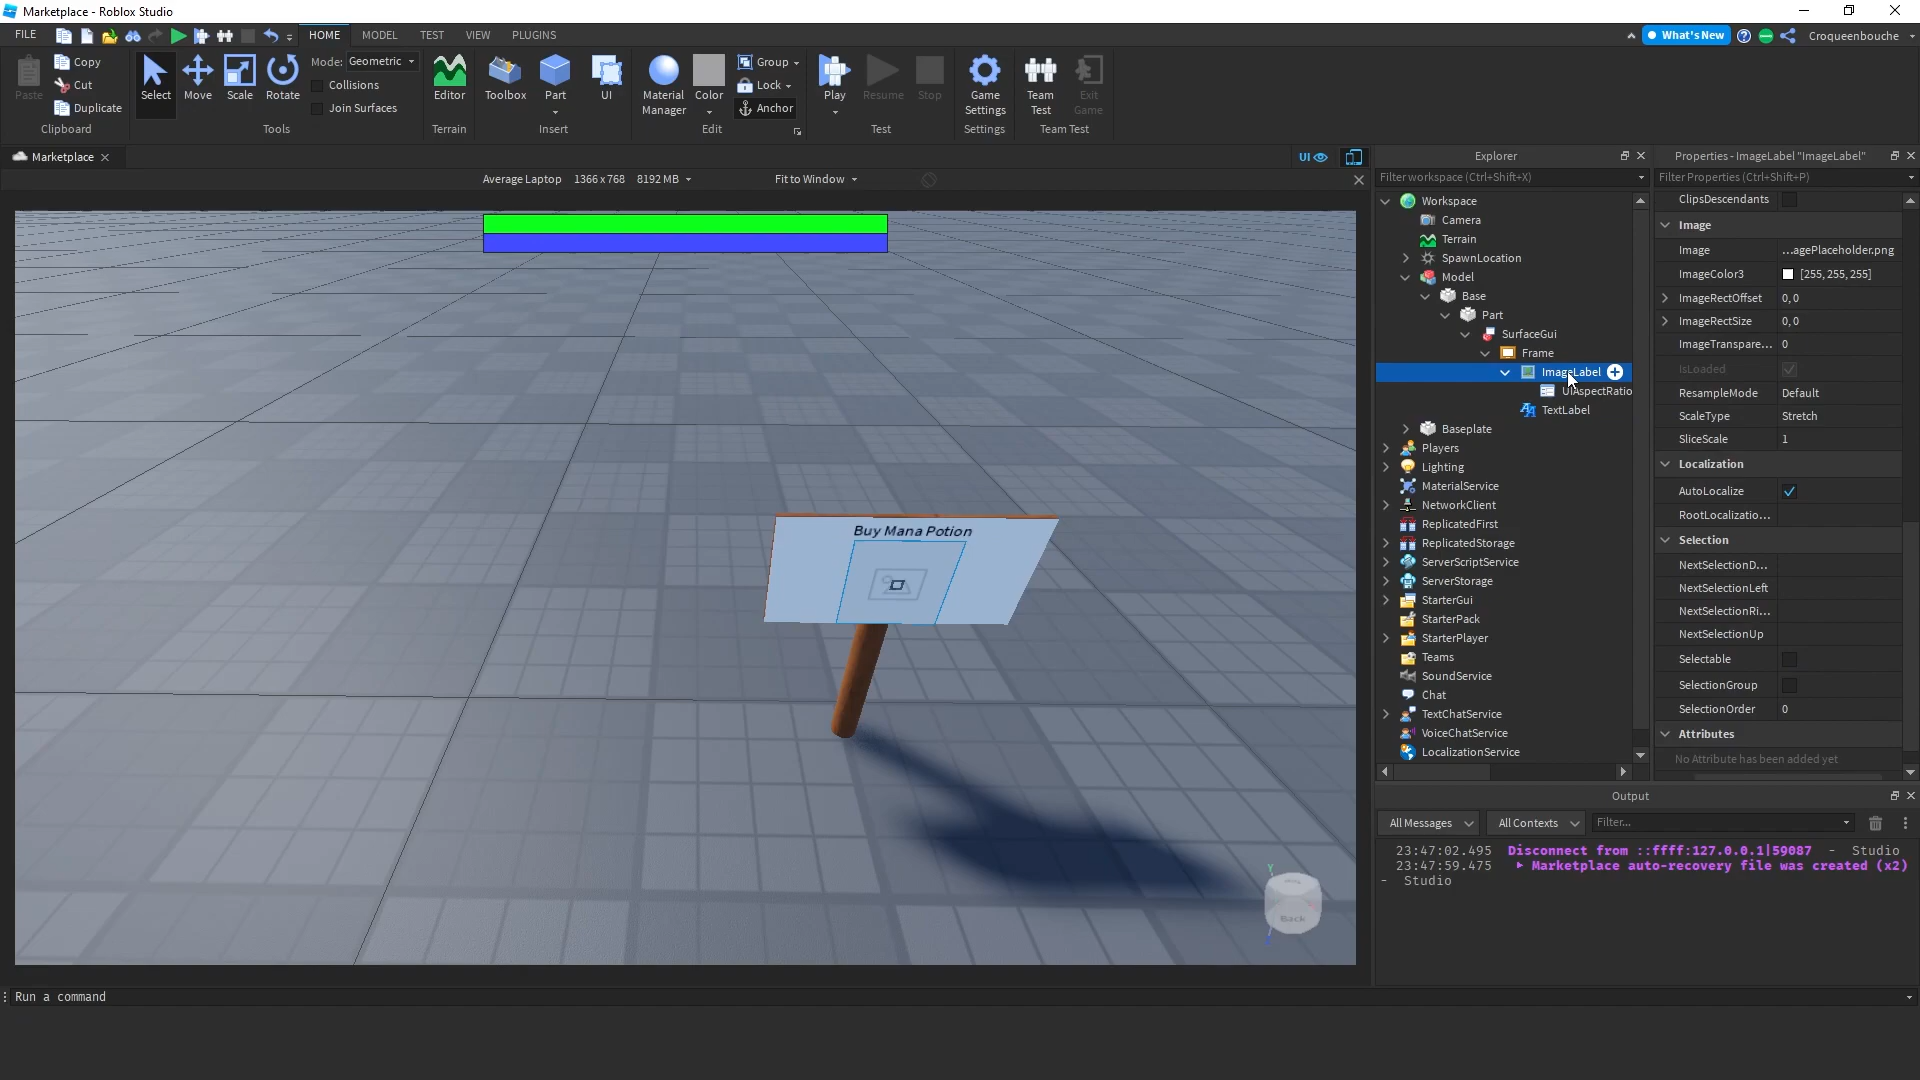 Marketplace - Roblox Studio
FILE HOME MODEL TEST VIEW PLUGINS What's New Croqueenbouche
Paste Copy Cut Duplicate Clipboard
Select Move Scale Rotate Mode: Geometric Collisions Join Surfaces Tools
Editor Terrain
Toolbox Part UI Insert
Material Manager Color Group Lock Anchor Edit
Play Resume Stop Test
Game Settings Settings
Team Test Exit Game Team Test
Marketplace UI
Average Laptop 1366 x 768 8192 MB Fit to Window
Buy Mana Potion
Back
Explorer
Filter workspace (Ctrl+Shift+X)
Workspace
Camera
Terrain
SpawnLocation
Model
Base
Part
SurfaceGui
Frame
ImageLabel
UIAspectRatio
TextLabel
Baseplate
Players
Lighting
MaterialService
NetworkClient
ReplicatedFirst
ReplicatedStorage
ServerScriptService
ServerStorage
StarterGui
StarterPack
StarterPlayer
Teams
SoundService
Chat
TextChatService
VoiceChatService
LocalizationService
Properties - ImageLabel "ImageLabel"
Filter Properties (Ctrl+Shift+P)
ClipsDescendants
Image
Image ...agePlaceholder.png
ImageColor3 [255, 255, 255]
ImageRectOffset 0, 0
ImageRectSize 0, 0
ImageTranspare... 0
IsLoaded
ResampleMode Default
ScaleType Stretch
SliceScale 1
Localization
AutoLocalize
RootLocalizatio...
Selection
NextSelectionD...
NextSelectionLeft
NextSelectionRi...
NextSelectionUp
Selectable
SelectionGroup
SelectionOrder 0
Attributes
No Attribute has been added yet
Output
All Messages All Contexts Filter...
23:47:02.495 Disconnect from ::ffff:127.0.0.1|59087 - Studio
23:47:59.475 Marketplace auto-recovery file was created (x2)
- Studio
Run a command